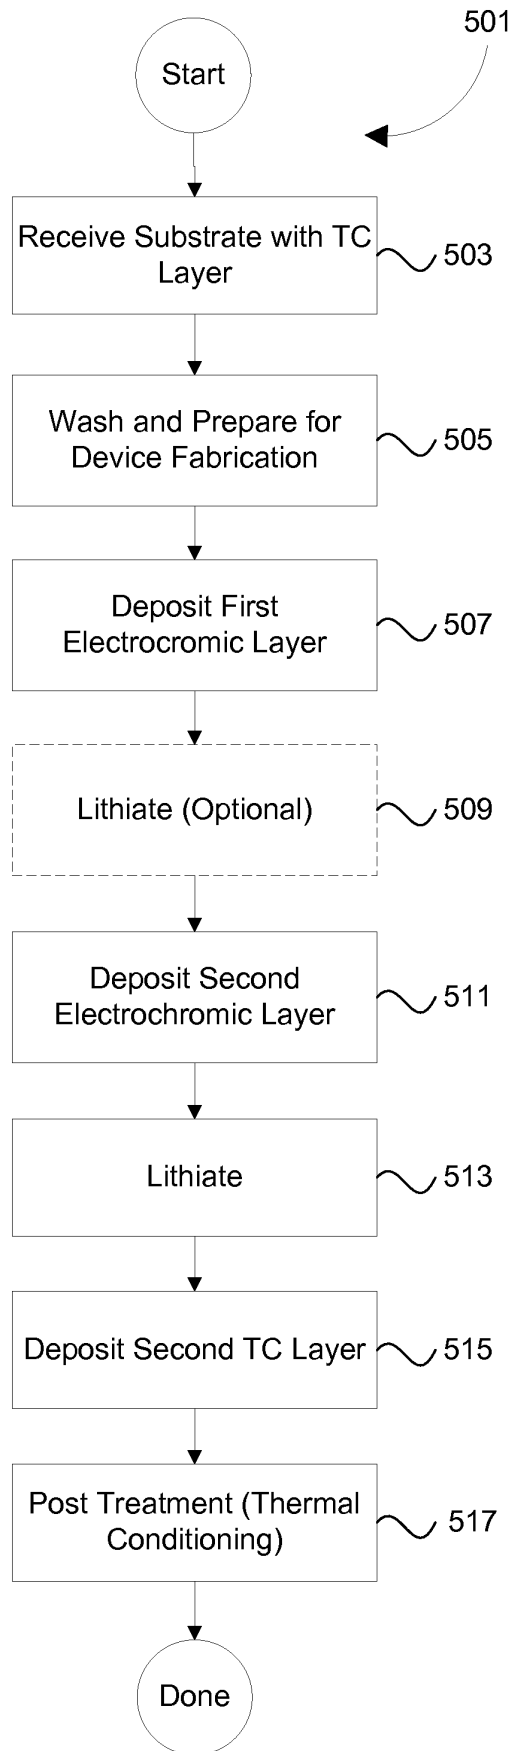 501
Start
Receive Substrate with TC
Layer
503
Wash and Prepare for
Device Fabrication
505
Deposit First
Electrocromic Layer
507
Lithiate (Optional)
509
Deposit Second
Electrochromic Layer
511
Lithiate
513
Deposit Second TC Layer
515
Post Treatment (Thermal
Conditioning)
517
Done